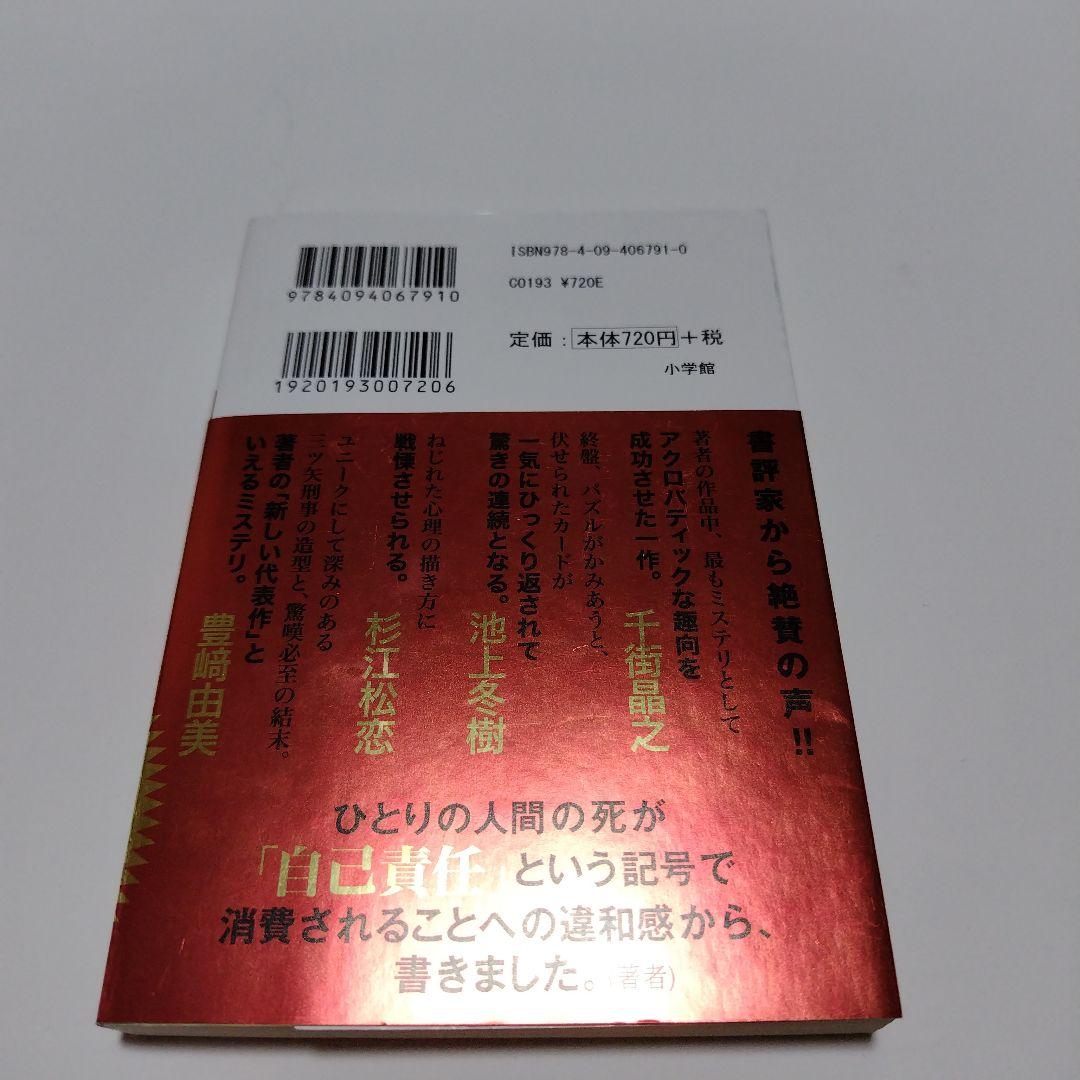 9784094067910
ISBN978-4-09-406791-0
C0193 ¥720E
1920193007206
定価：本体720円＋税
小学館
書評家から絶賛の声!!
著者の作品中、最もミステリとして
アクロバティックな趣向を
成功させた一作。
千街晶之
終盤、パズルがかみあうと、
伏せられたカードが
一気にひっくり返されて
驚きの連続となる。
池上冬樹
ねじれた心理の描き方に
戦慄させられる。
杉江松恋
ユニークにして深みのある
三ツ矢刑事の造型と、驚嘆必至の結末。
著者の「新しい代表作」と
いえるミステリ。
豊﨑由美
ひとりの人間の死が
「自己責任」という記号で
消費されることへの違和感から、
書きました。(著者)